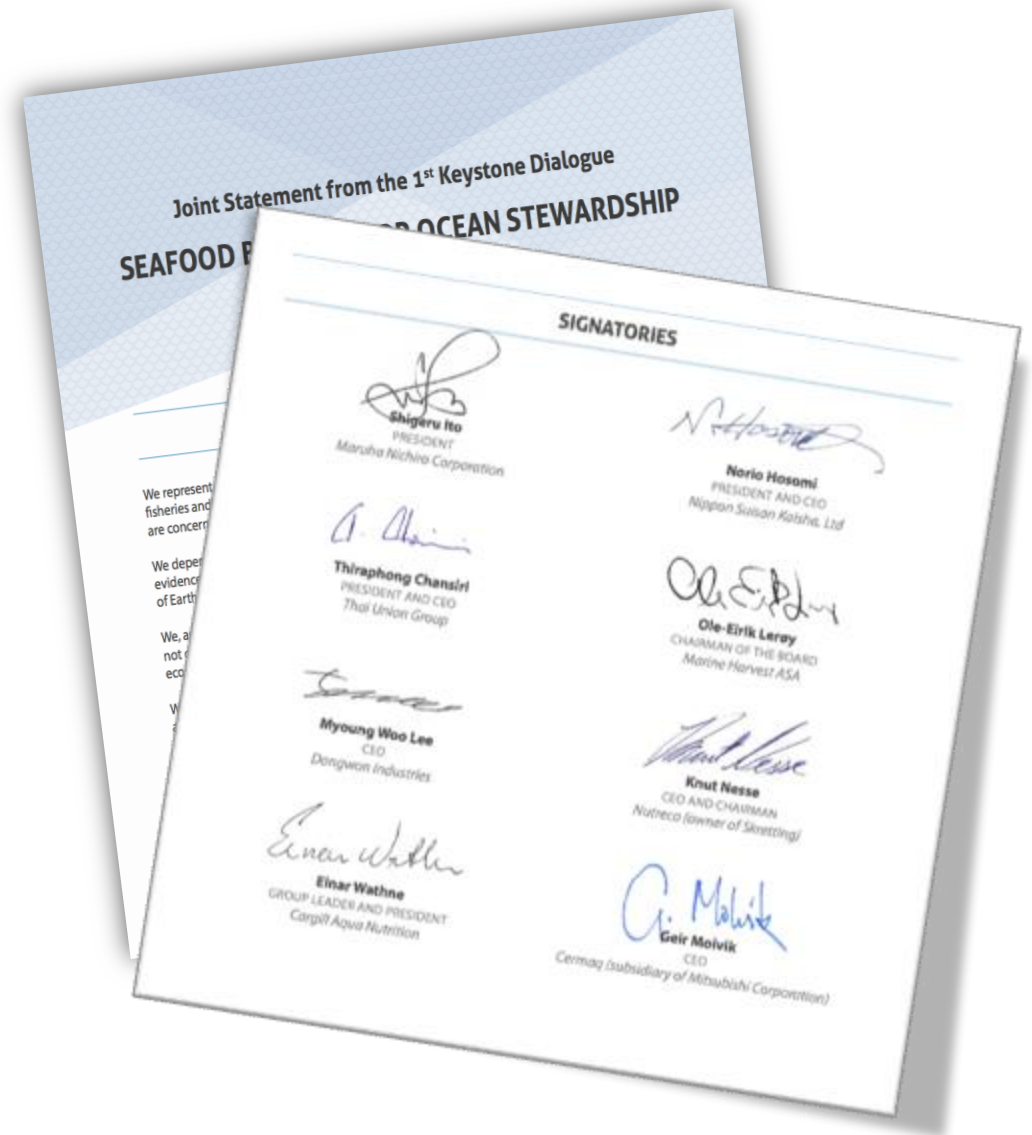 Joint Statement from the 1st Keystone Dialogue
SEAFOOD OCEAN STEWARDSHIP
We represent
fisheries and
are concern
We depen
evidence
of Earth
We, a
not
eco
W
SIGNATORIES
Shigeru Ito
PRESIDENT
Maruha Nichiro Corporation
Norio Hosomi
PRESIDENT AND CEO
Nippon Suisan Kaisha, Ltd
Thiraphong Chansiri
PRESIDENT AND CEO
Thai Union Group
Ole-Eirik Lerøy
CHAIRMAN OF THE BOARD
Marine Harvest ASA
Myoung Woo Lee
CEO
Dongwon Industries
Knut Nesse
CEO AND CHAIRMAN
Nutreco (owner of Skretting)
Einar Wathne
GROUP LEADER AND PRESIDENT
Cargill Aqua Nutrition
G. Molvik
Geir Molvik
CEO
Cermaq (subsidiary of Mitsubishi Corporation)